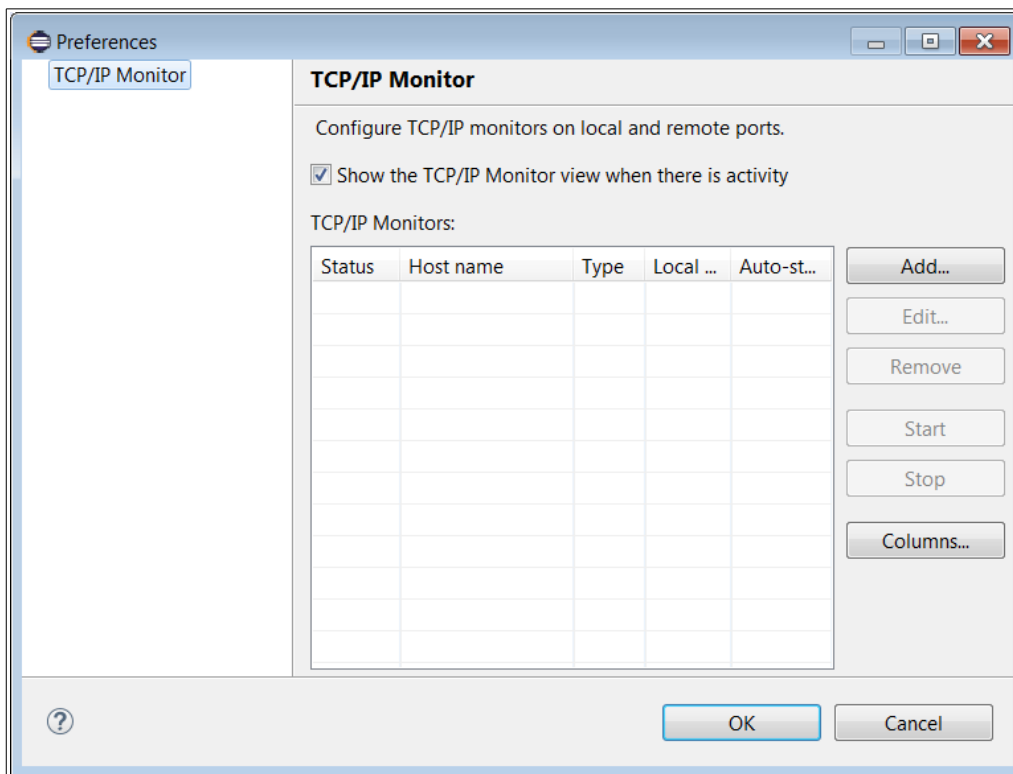 Preferences
TCP/IP Monitor
TCP/IP Monitor
Configure TCP/IP monitors on local and remote ports.
Show the TCP/IP Monitor view when there is activity
TCP/IP Monitors:
Status Host name Type Local ... Auto-st...
Add...
Edit...
Remove
Start
Stop
Columns...
?
OK Cancel